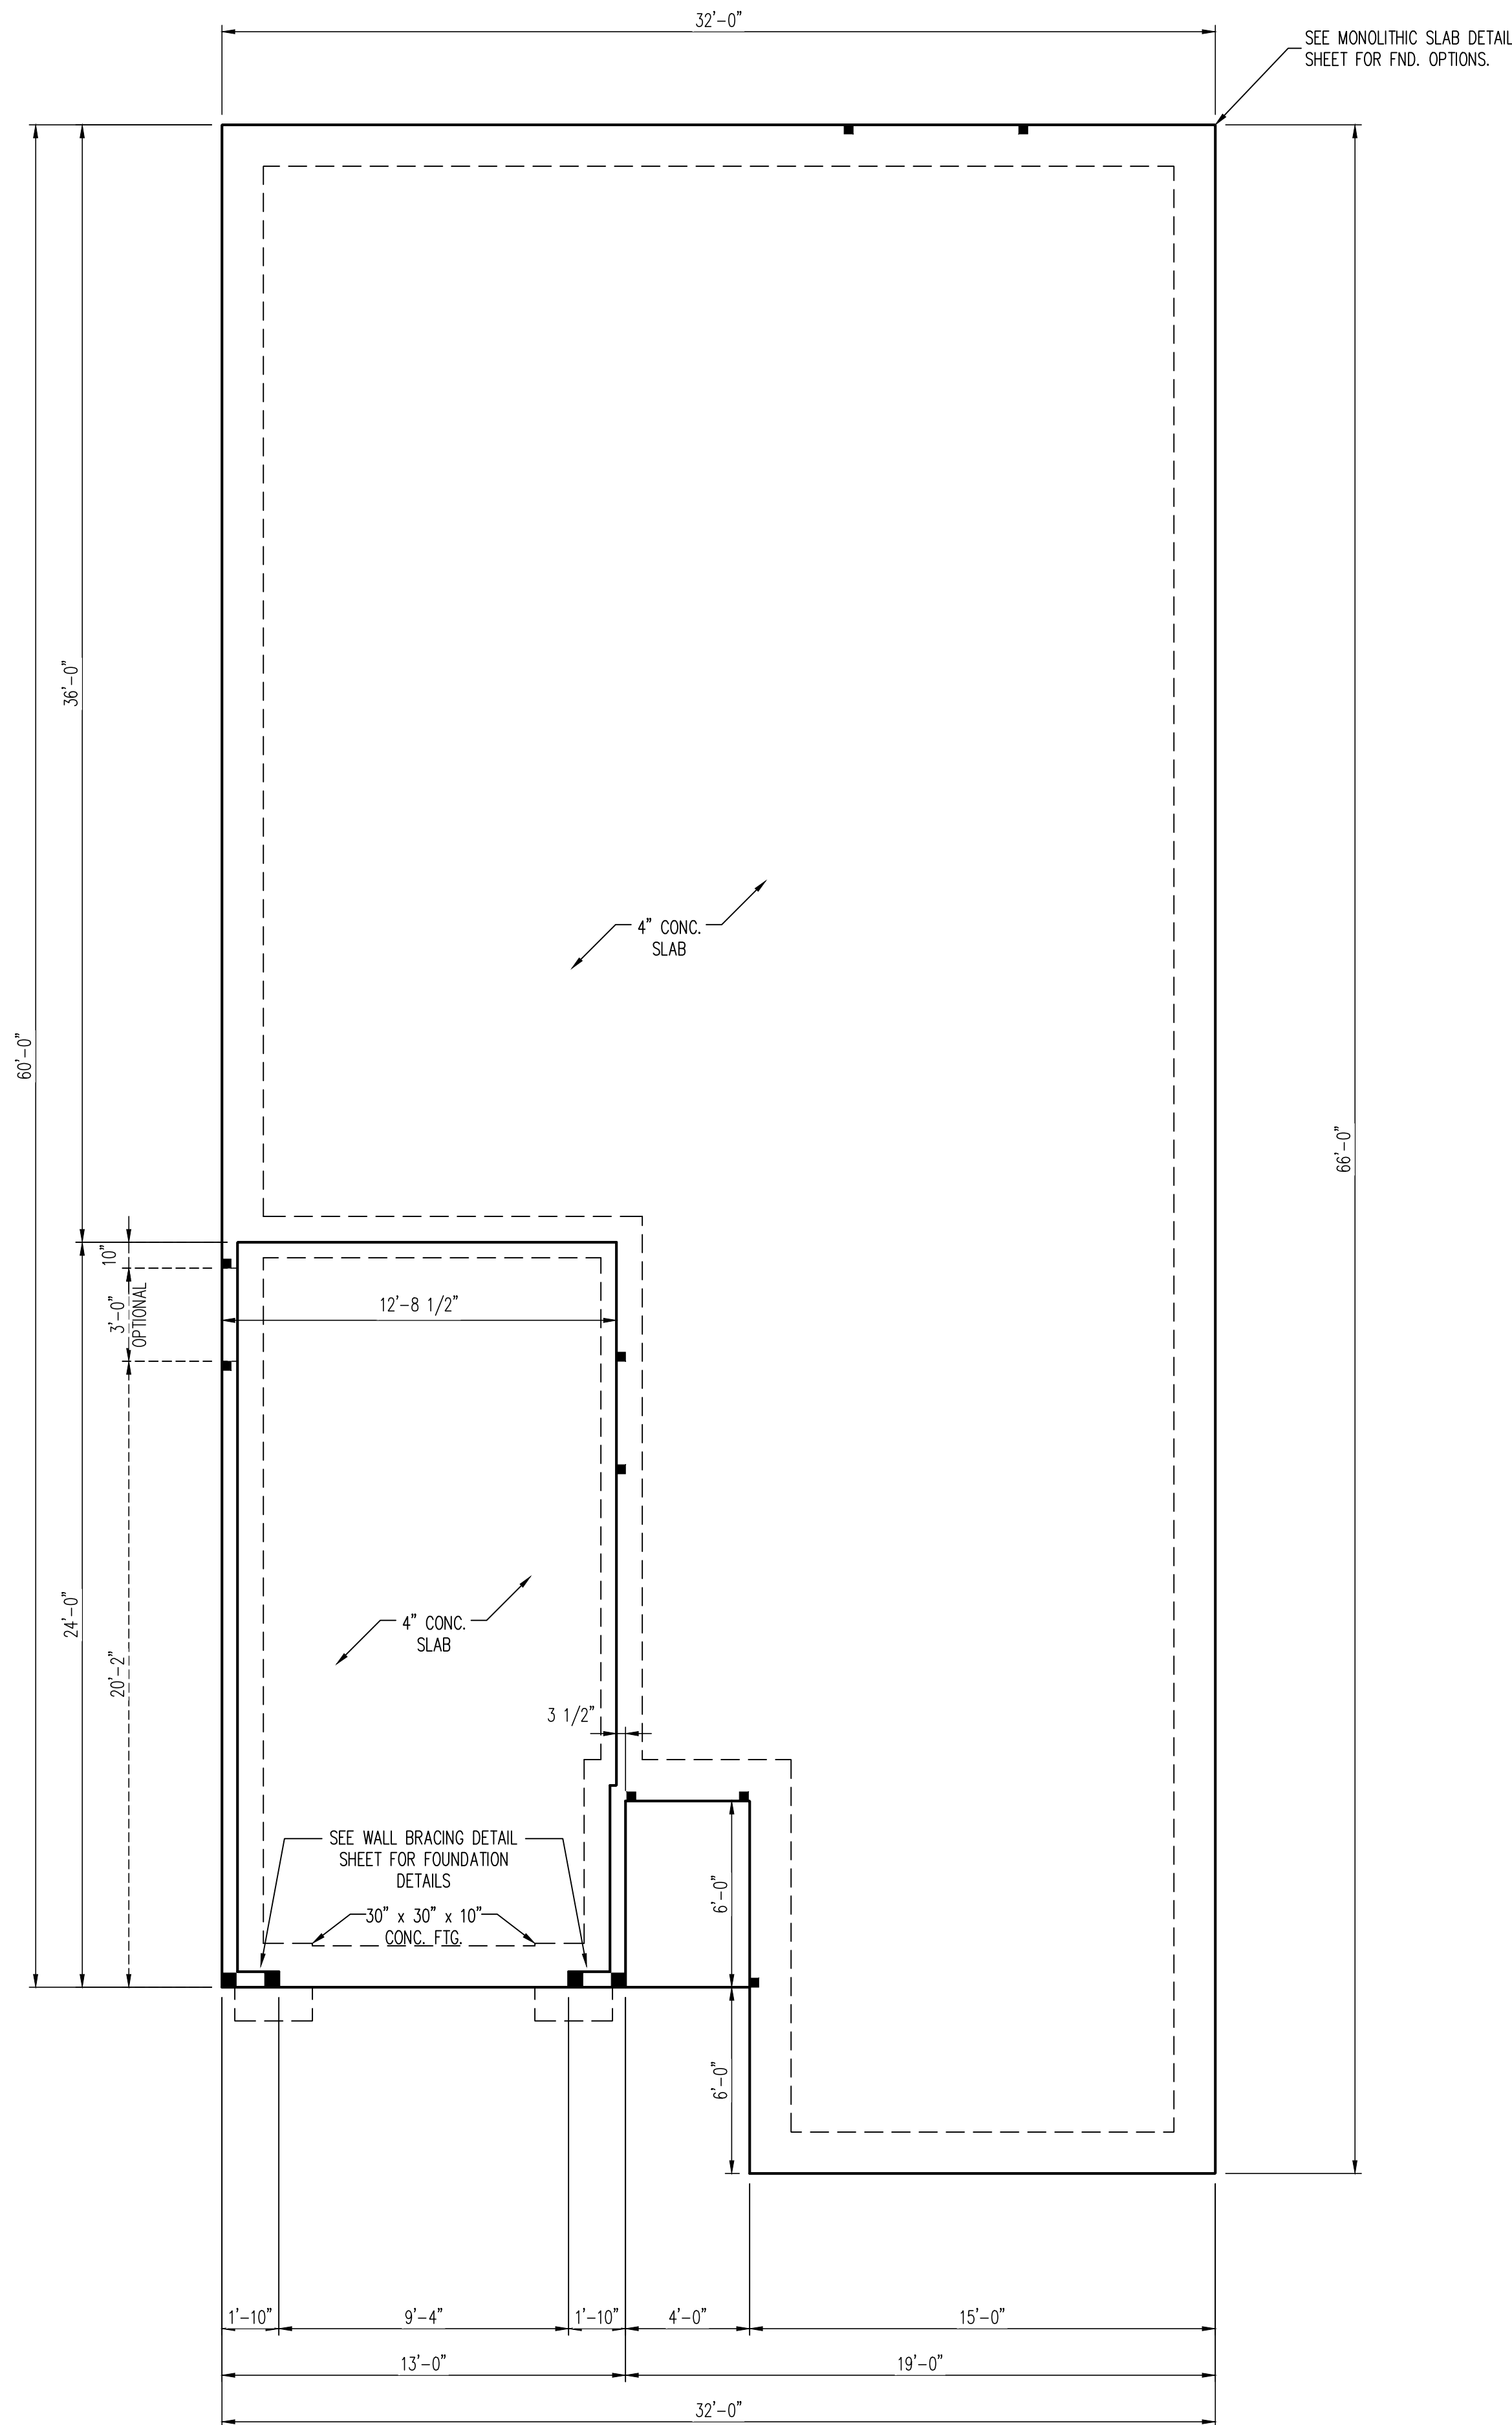 32'-0"
SEE MONOLITHIC SLAB DETAIL
SHEET FOR FND. OPTIONS.
36'-0"
60'-0"
66'-0"
4" CONC.
SLAB
10"
3'-0"
OPTIONAL
12'-8 1/2"
24'-0"
20'-2"
4" CONC.
SLAB
3 1/2"
SEE WALL BRACING DETAIL
SHEET FOR FOUNDATION
DETAILS
30" x 30" x 10"
CONC. FTG.
6'-0"
6'-0"
1'-10"
9'-4"
1'-10"
4'-0"
15'-0"
13'-0"
19'-0"
32'-0"